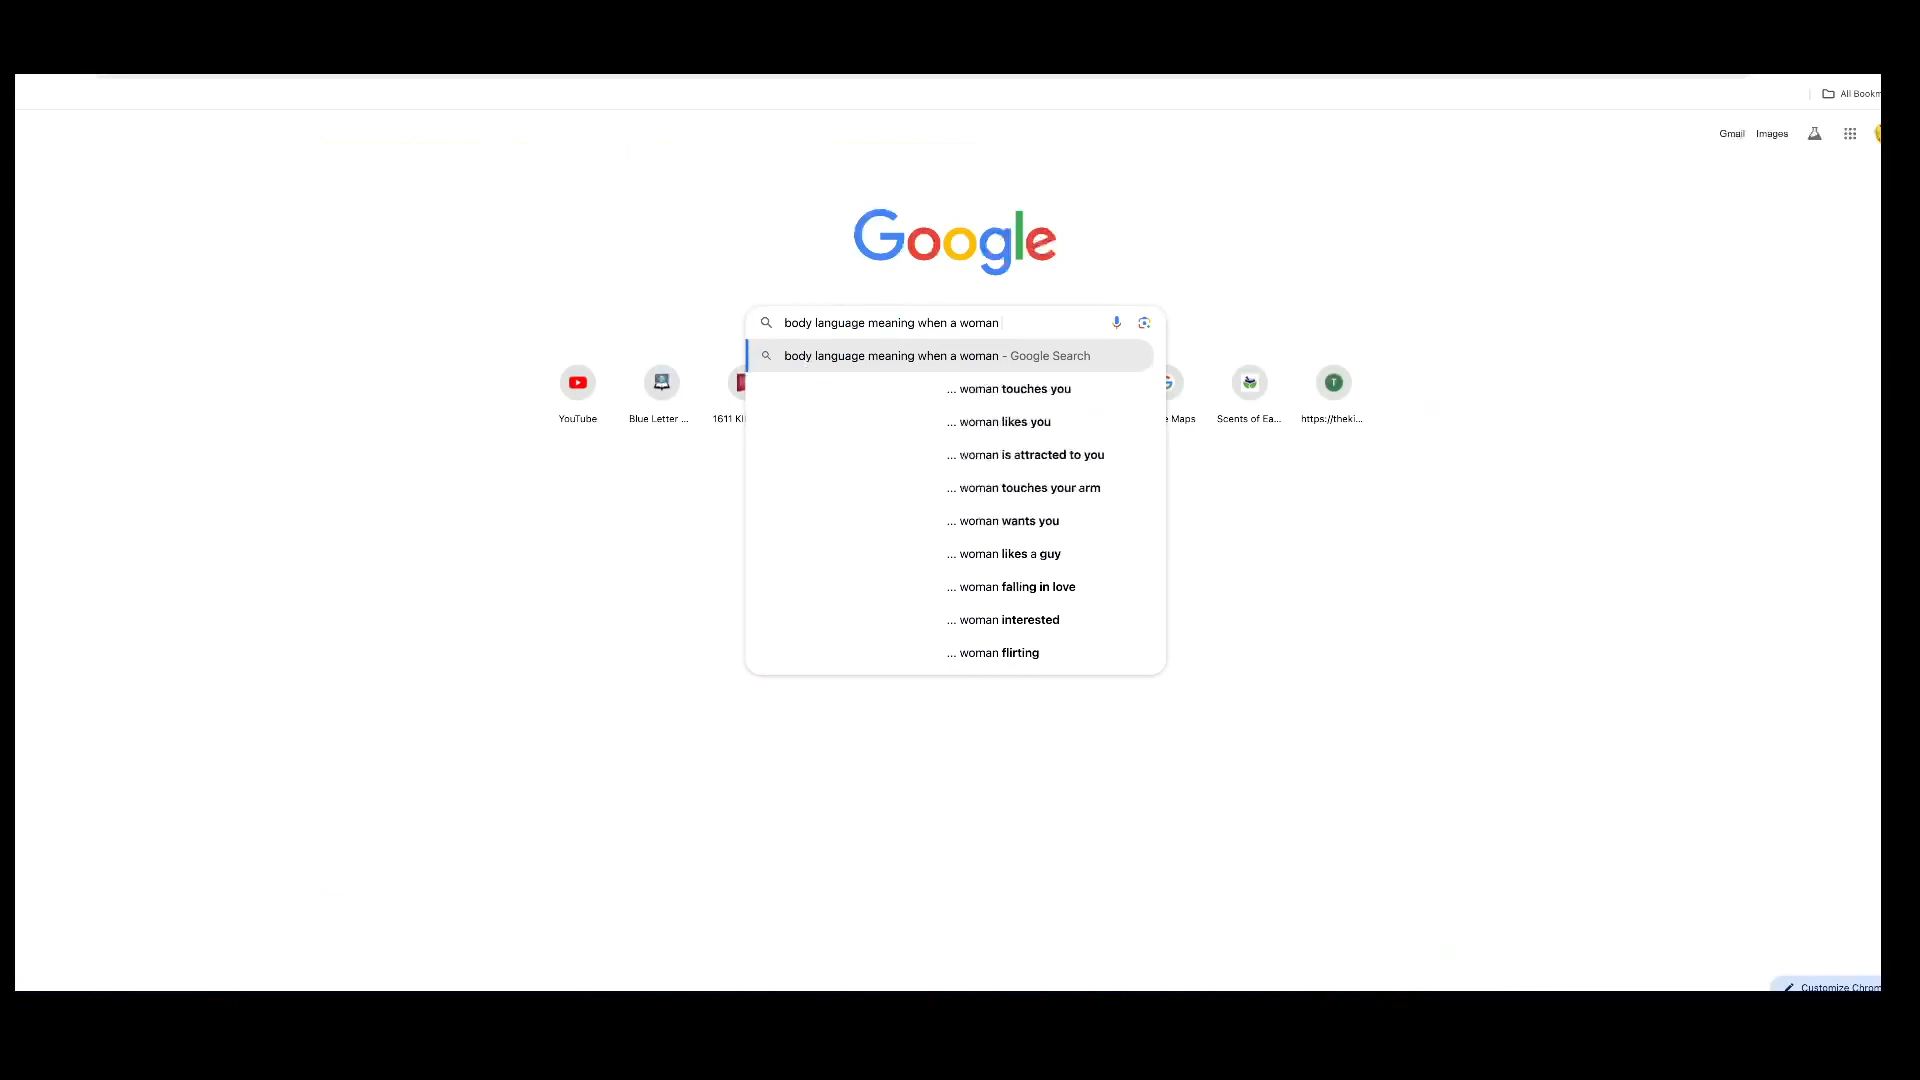 All Bookm
Gmail Images
Google
body language meaning when a woman
body language meaning when a woman - Google Search
... woman touches you
... woman likes you
... woman is attracted to you
... woman touches your arm
... woman wants you
... woman likes a guy
... woman falling in love
... woman interested
... woman flirting
T
YouTube
Blue Letter ...
1611 KI
e Maps
Scents of Ea...
https://theki...
Customize Chrom